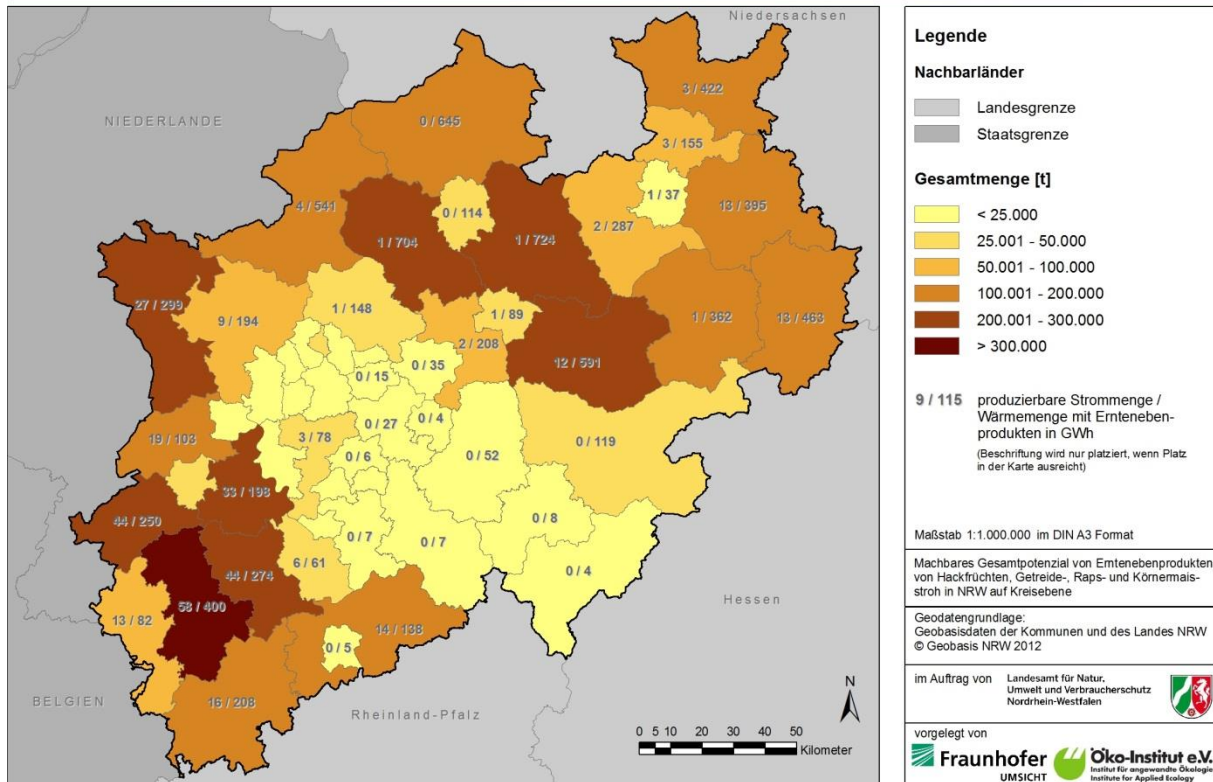 Niedersachsen
NIEDERLANDE
3 / 422
0 / 645
3 / 155
4 / 541
1 / 37
13 / 395
0 / 114
2 / 287
1 / 704
1 / 724
27 / 299
1 / 148
9 / 194
1 / 89
1 / 362
13 / 463
2 / 208
12 / 591
0 / 35
0 / 15
0 / 4
0 / 27
19 / 103
3 / 78
0 / 119
0 / 52
0 / 6
33 / 198
44 / 250
0 / 8
0 / 7
0 / 7
6 / 61
44 / 274
0 / 4
58 / 400
Hessen
13 / 82
14 / 138
0 / 5
BELGIEN
16 / 208
Rheinland-Pfalz
N
0 5 10 20 30 40 50
Kilometer
Legende
Nachbarländer
Landesgrenze
Staatsgrenze
Gesamtmenge [t]
< 25.000
25.001 - 50.000
50.001 - 100.000
100.001 - 200.000
200.001 - 300.000
> 300.000
9 / 115 produzierbare Strommenge /
Wärmemenge mit Ernteneben-
produkten in GWh
(Beschriftung wird nur platziert, wenn Platz
in der Karte ausreicht)
Maßstab 1:1.000.000 im DIN A3 Format
Machbares Gesamtpotenzial von Erntenebenprodukten
von Hackfrüchten, Getreide-, Raps- und Körnermais-
stroh in NRW auf Kreisebene
Geodatengrundlage:
Geobasisdaten der Kommunen und des Landes NRW
© Geobasis NRW 2012
im Auftrag von
Landesamt für Natur,
Umwelt und Verbraucherschutz
Nordrhein-Westfalen
vorgelegt von
Fraunhofer
UMSICHT
Öko-Institut e.V.
Institut für angewandte Ökologie
Institute for Applied Ecology